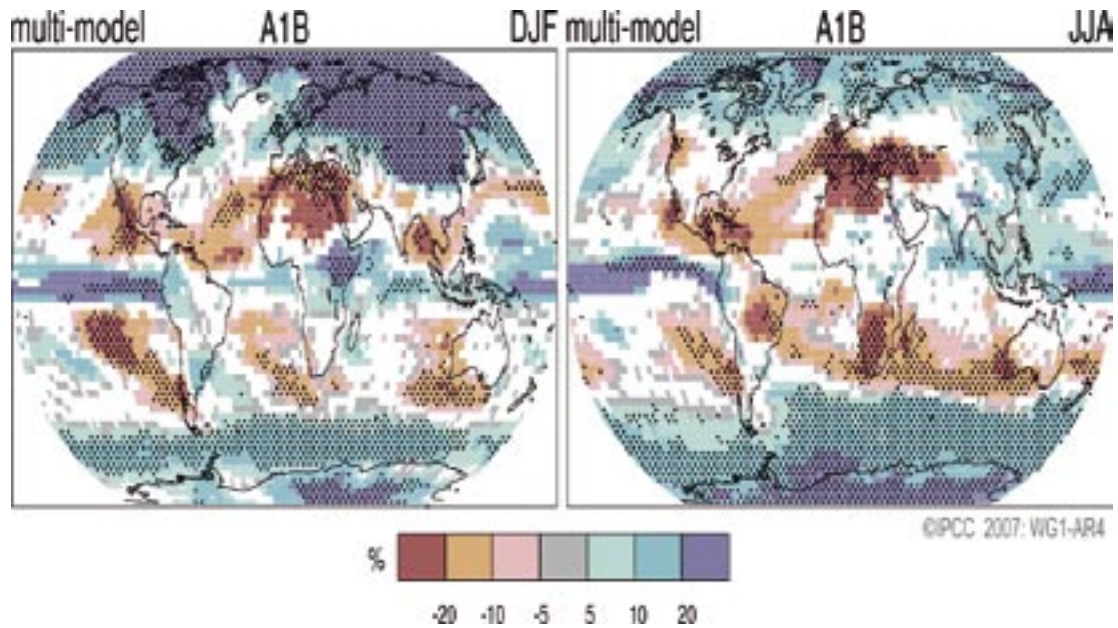 multi-model A1B DJF
multi-model A1B JJA
©IPCC 2007: WG1-AR4
%
-20 -10 -5 5 10 20